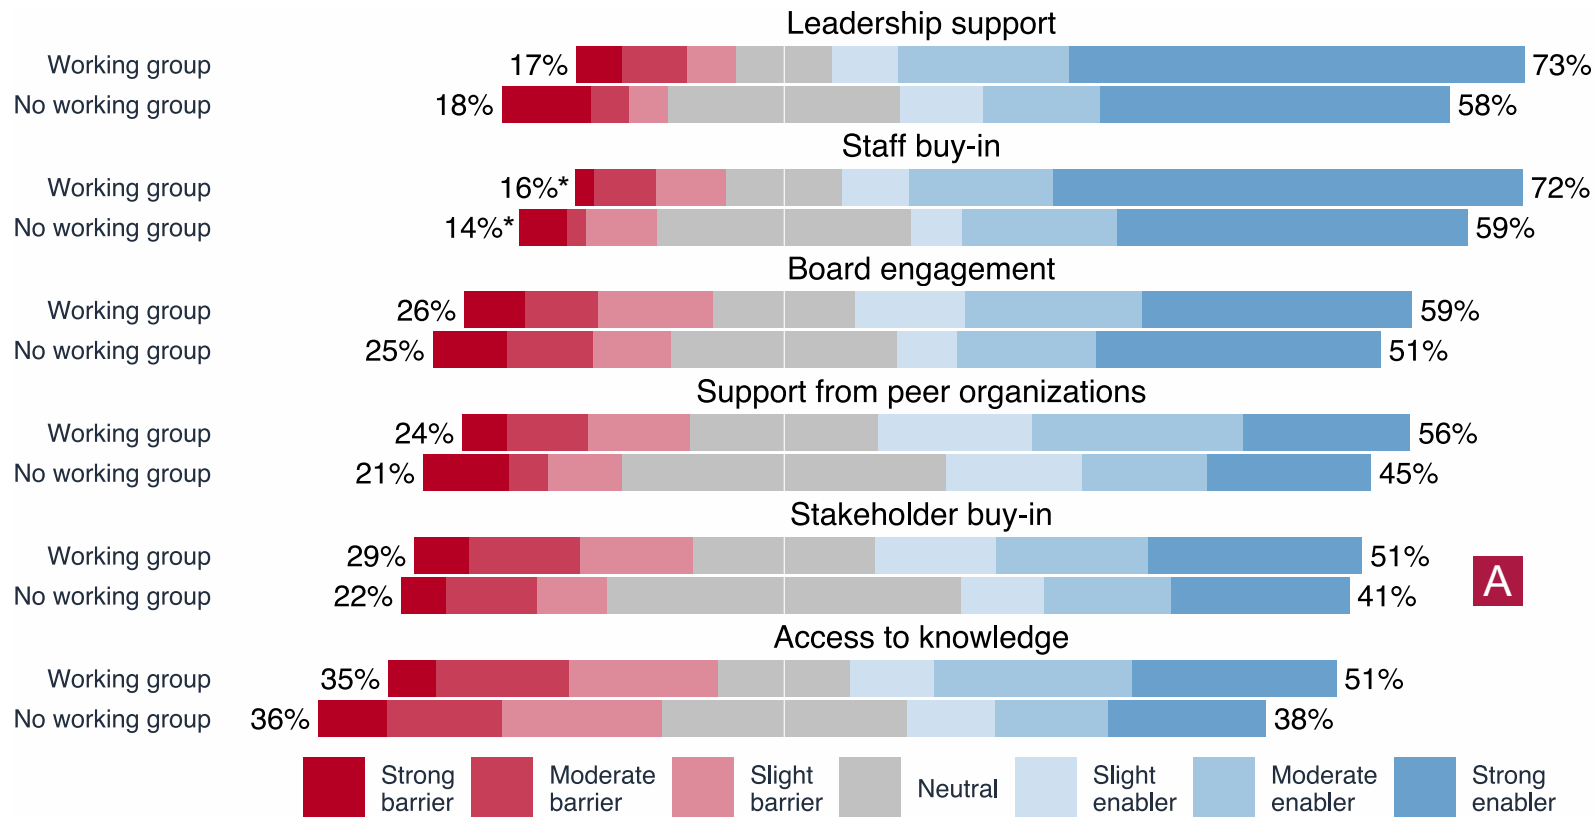 Leadership support
Working group 17% 73%
No working group 18% 58%
Staff buy-in
Working group 16%* 72%
No working group 14%* 59%
Board engagement
Working group 26% 59%
No working group 25% 51%
Support from peer organizations
Working group 24% 56%
No working group 21% 45%
Stakeholder buy-in
Working group 29% 51%
No working group 22% 41%
A
Access to knowledge
Working group 35% 51%
No working group 36% 38%
Strong barrier
Moderate barrier
Slight barrier
Neutral
Slight enabler
Moderate enabler
Strong enabler